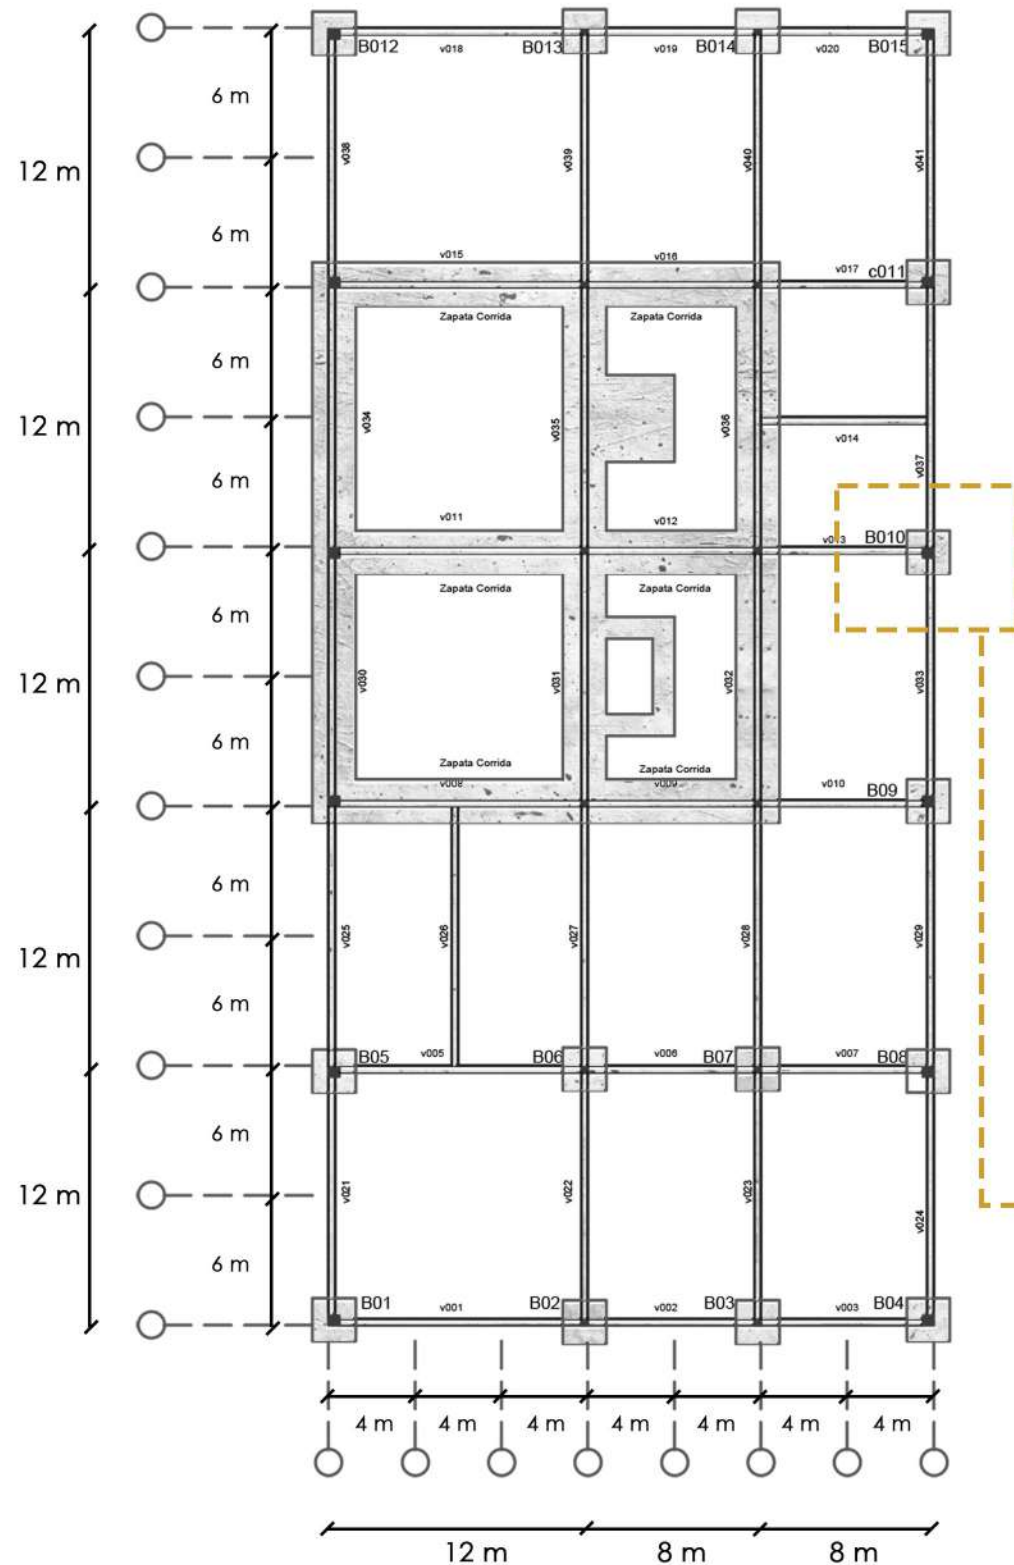 B012 v018 B013 v019 B014 v020 B015
6 m
12 m
v038 v039 v040 v041
6 m
v015 v016 v017 c011
Zapata Corrida Zapata Corrida
6 m
12 m
v034 v035 v036
v014
v037
6 m
v011 v012 v013 B010
Zapata Corrida Zapata Corrida
6 m
12 m
v030 v031 v032 v033
6 m
Zapata Corrida Zapata Corrida
v008 v009 v010 B09
6 m
12 m
v025 v026 v027 v028 v029
6 m
B05 v005 B06 v006 B07 v007 B08
6 m
12 m
v021 v022 v023 v024
6 m
B01 v001 B02 v002 B03 v003 B04
4 m 4 m 4 m 4 m 4 m 4 m 4 m
12 m 8 m 8 m